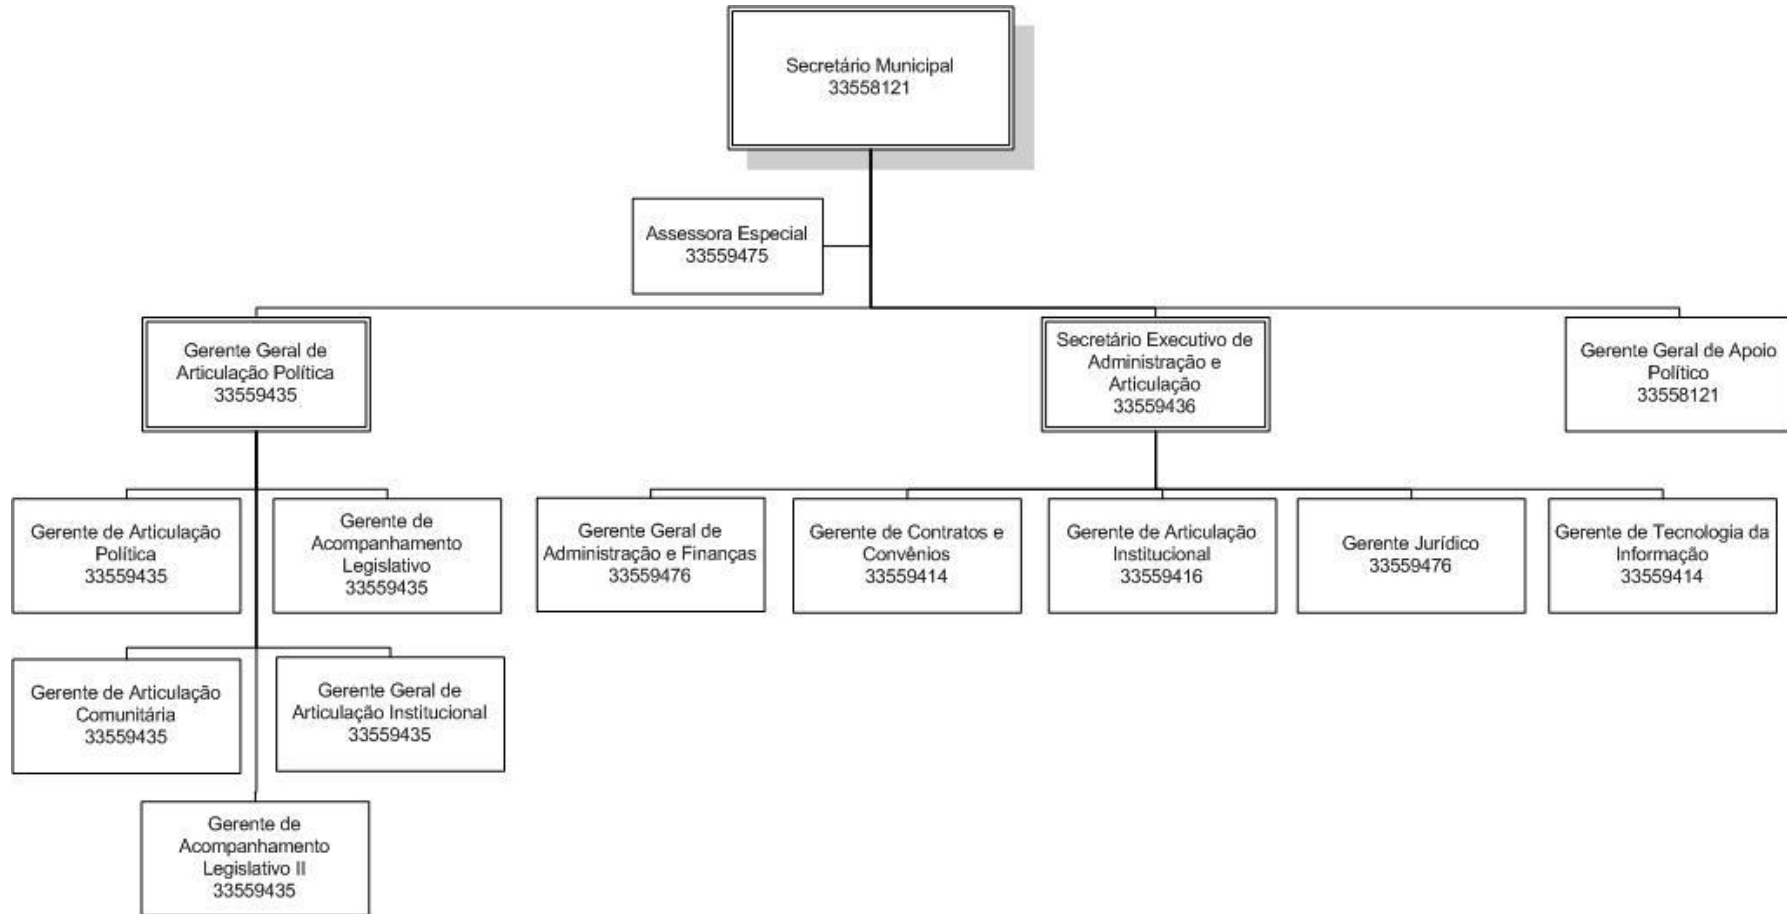 Secretário Municipal
33558121
Assessora Especial
33559475
Gerente Geral de
Articulação Política
33559435
Secretário Executivo de
Administração e
Articulação
33559436
Gerente Geral de Apoio
Político
33558121
Gerente de Articulação
Política
33559435
Gerente de
Acompanhamento
Legislativo
33559435
Gerente Geral de
Administração e Finanças
33559476
Gerente de Contratos e
Convênios
33559414
Gerente de Articulação
Institucional
33559416
Gerente Jurídico
33559476
Gerente de Tecnologia da
Informação
33559414
Gerente de Articulação
Comunitária
33559435
Gerente Geral de
Articulação Institucional
33559435
Gerente de
Acompanhamento
Legislativo II
33559435